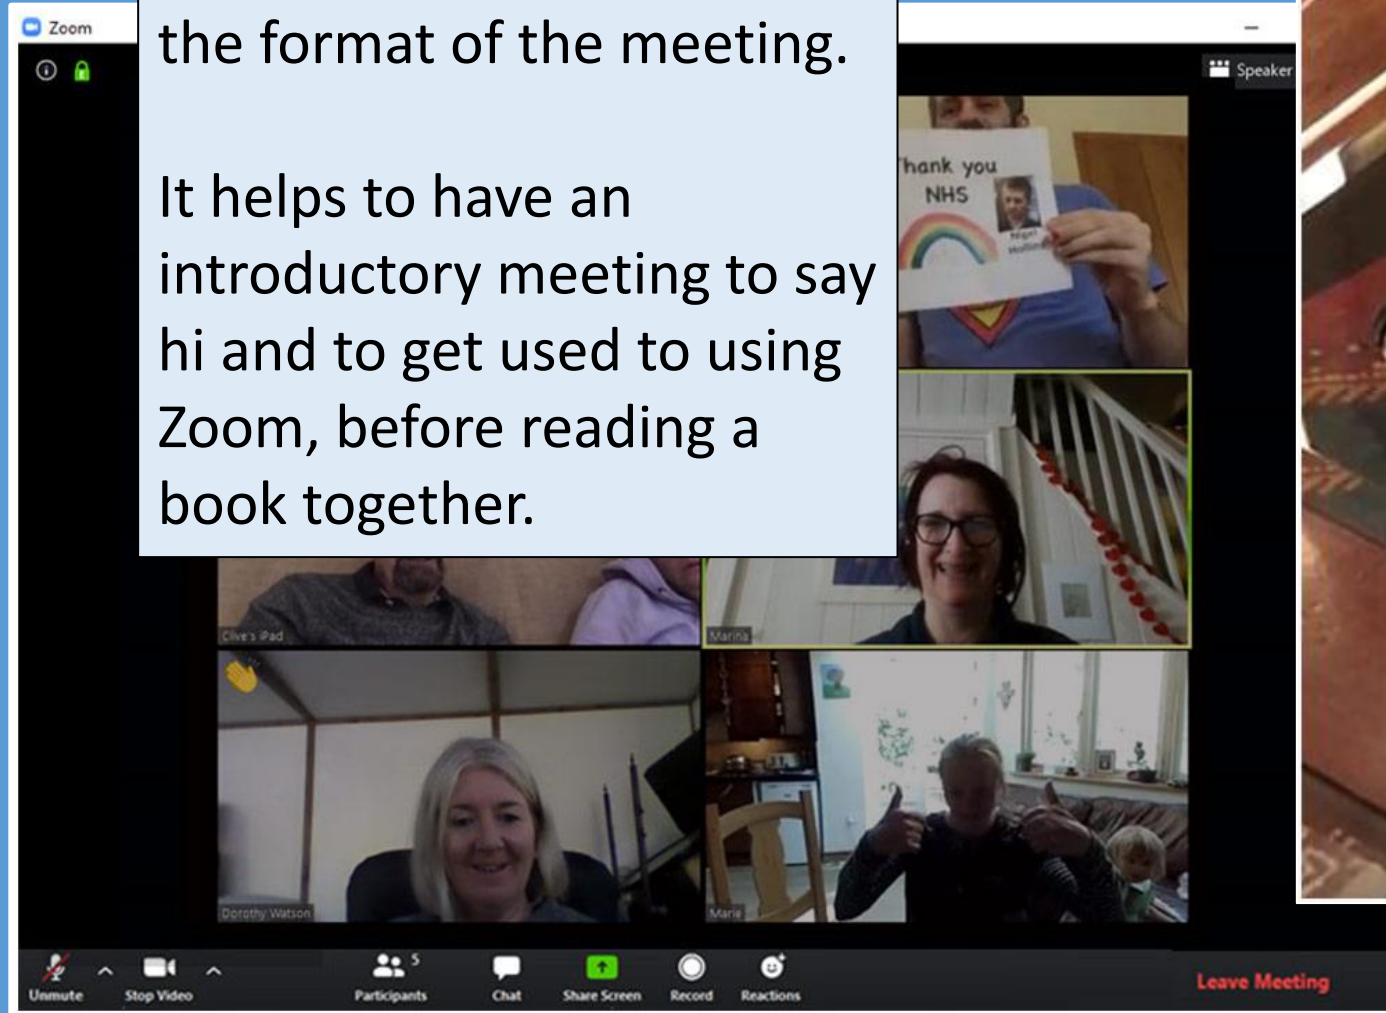 Zoom
the format of the meeting.
It helps to have an
introductory meeting to say
hi and to get used to using
Zoom, before reading a
book together.
Speaker
hank you
NHS
Nigel
Clive's iPad
Marina
Dorothy Watson
Marie
5
Unmute
Stop Video
Participants
Chat
Share Screen
Record
Reactions
Leave Meeting